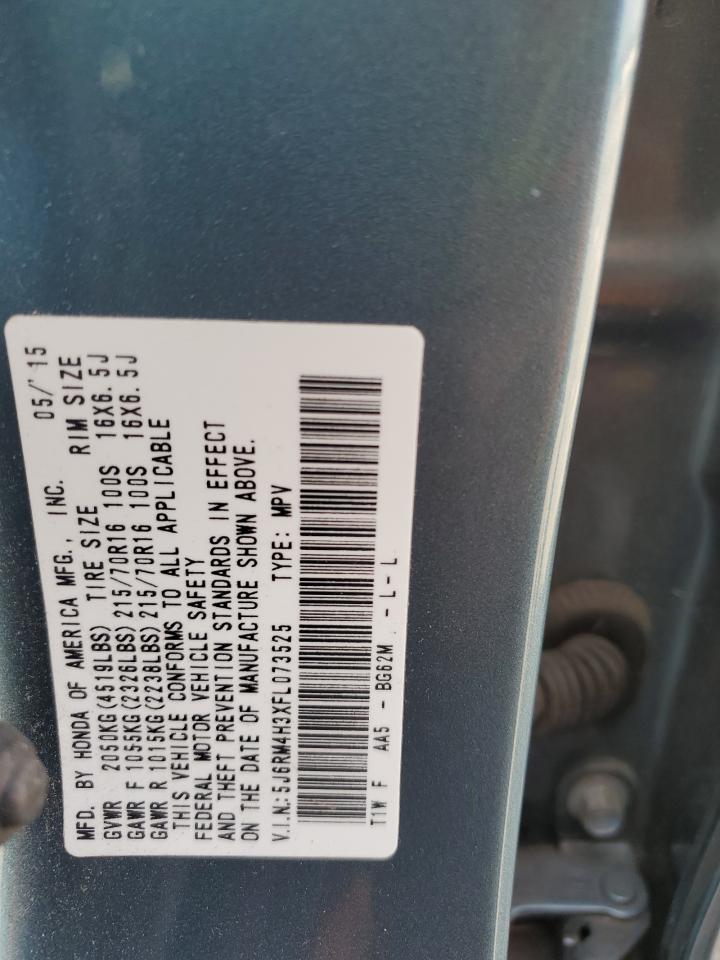 MFD. BY HONDA OF AMERICA MFG., INC. 05/'15
GVWR 2050KG(4519LBS) TIRE SIZE RIM SIZE
GAWR F 1055KG(2326LBS) 215/70R16 100S 16X6.5J
GAWR R 1015KG(2238LBS) 215/70R16 100S 16X6.5J
THIS VEHICLE CONFORMS TO ALL APPLICABLE
FEDERAL MOTOR VEHICLE SAFETY
AND THEFT PREVENTION STANDARDS IN EFFECT
ON THE DATE OF MANUFACTURE SHOWN ABOVE.
V.I.N.:5J6RM4H3XFL073525 TYPE: MPV
T1W F AA5 - BG62M - L - L